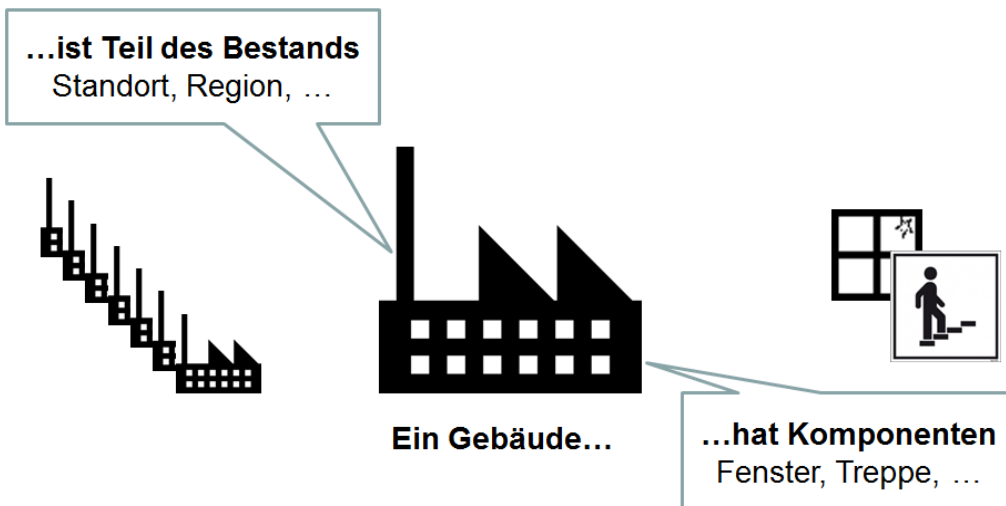 …ist Teil des Bestands
Standort, Region, …
Ein Gebäude…
…hat Komponenten
Fenster, Treppe, …